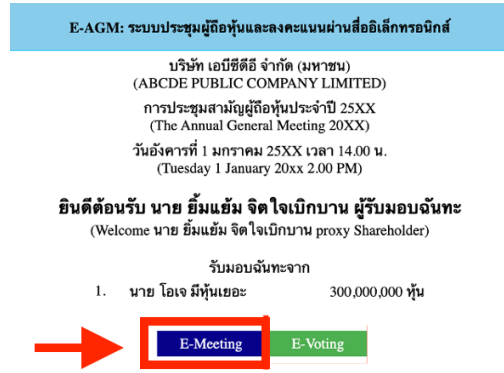 E-AGM: ระบบประชุมผู้ถือหุ้นและลงคะแนนผ่านสื่ออิเล็กทรอนิกส์
บริษัท เอบีซีดีอี จำกัด (มหาชน)
(ABCDE PUBLIC COMPANY LIMITED)
การประชุมสามัญผู้ถือหุ้นประจำปี 25XX
(The Annual General Meeting 20XX)
วันอังคารที่ 1 มกราคม 25XX เวลา 14.00 น.
(Tuesday 1 January 20xx 2.00 PM)
ยินดีต้อนรับ นาย ยิ้มแย้ม จิตใจเบิกบาน ผู้รับมอบฉันทะ
(Welcome นาย ยิ้มแย้ม จิตใจเบิกบาน proxy Shareholder)
รับมอบฉันทะจาก
1. นาย โอเจ มีหุ้นเยอะ 300,000,000 หุ้น
E-Meeting E-Voting